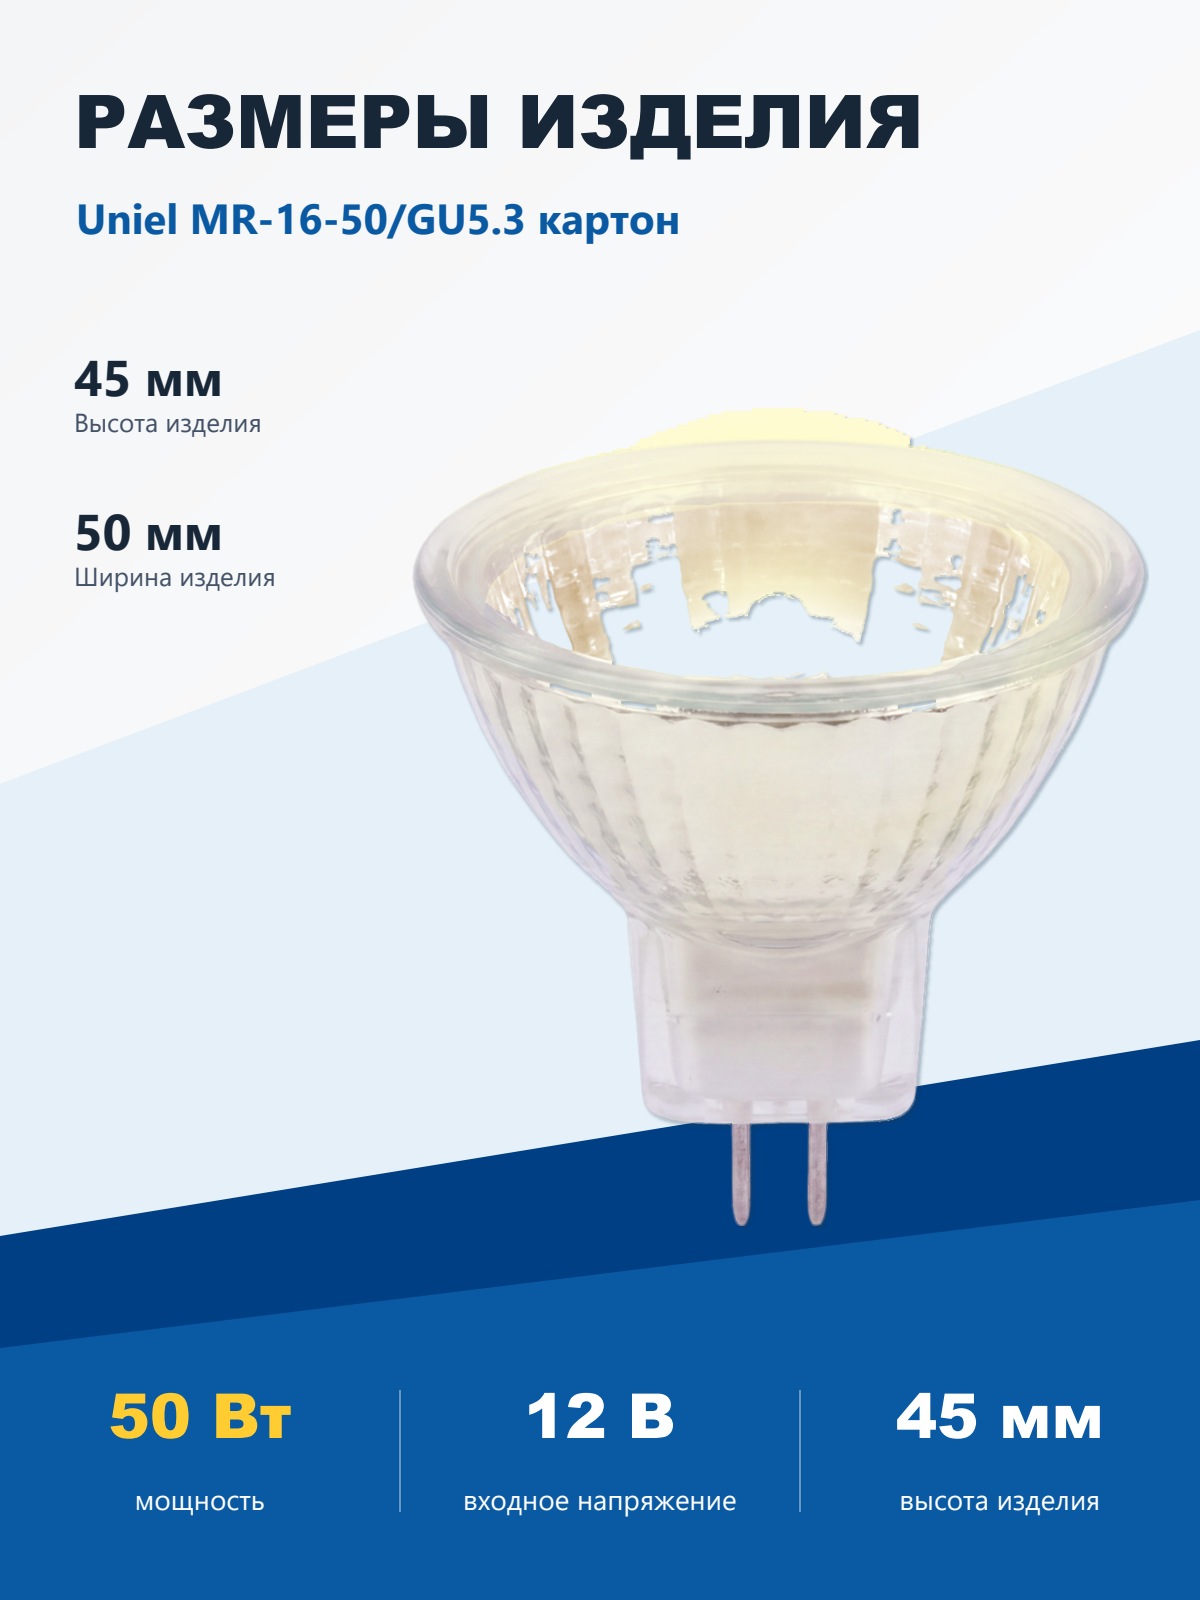 РАЗМЕРЫ ИЗДЕЛИЯ
Uniel MR-16-50/GU5.3 картон
45 мм
Высота изделия
50 мм
Ширина изделия
50 Вт
мощность
12 В
входное напряжение
45 мм
высота изделия